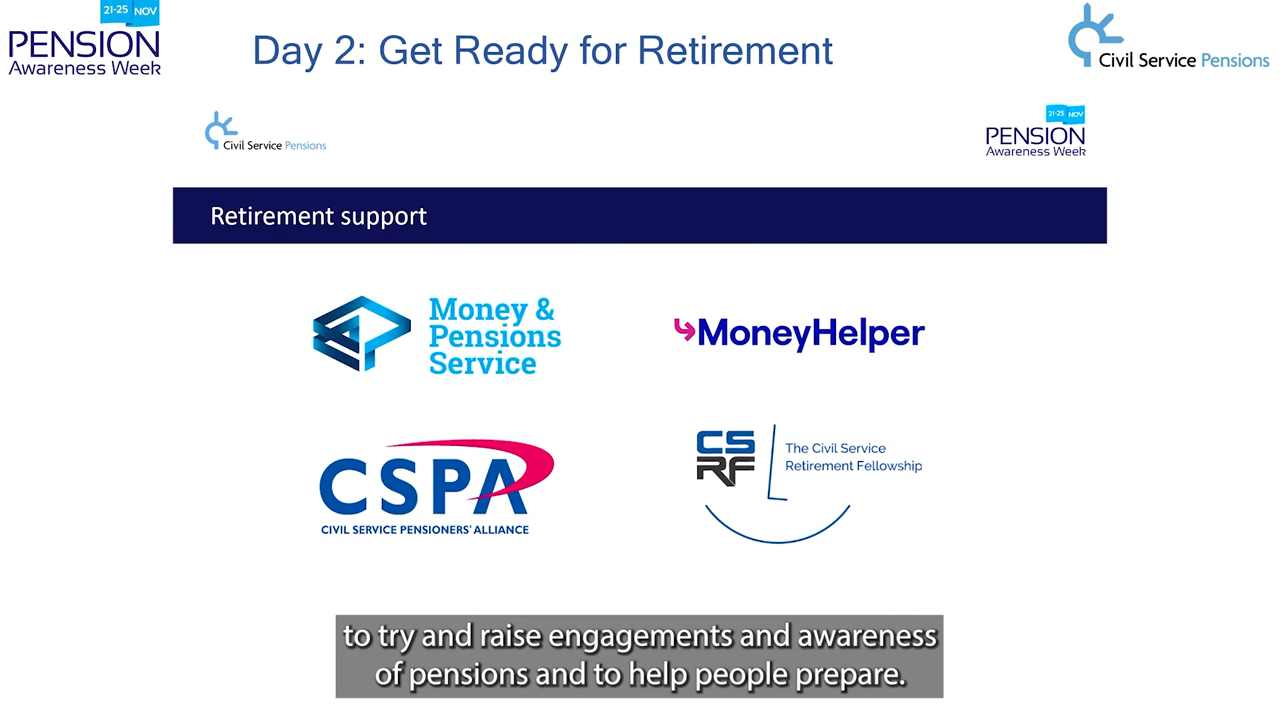 21-25 NOV
PENSION
Awareness Week
Day 2: Get Ready for Retirement
Civil Service Pensions
Civil Service Pensions
21-25 NOV
PENSION
Awareness Week
Retirement support
Money &
Pensions
Service
MoneyHelper
CSPA
CIVIL SERVICE PENSIONERS' ALLIANCE
CS
RF
The Civil Service
Retirement Fellowship
to try and raise engagements and awareness
of pensions and to help people prepare.